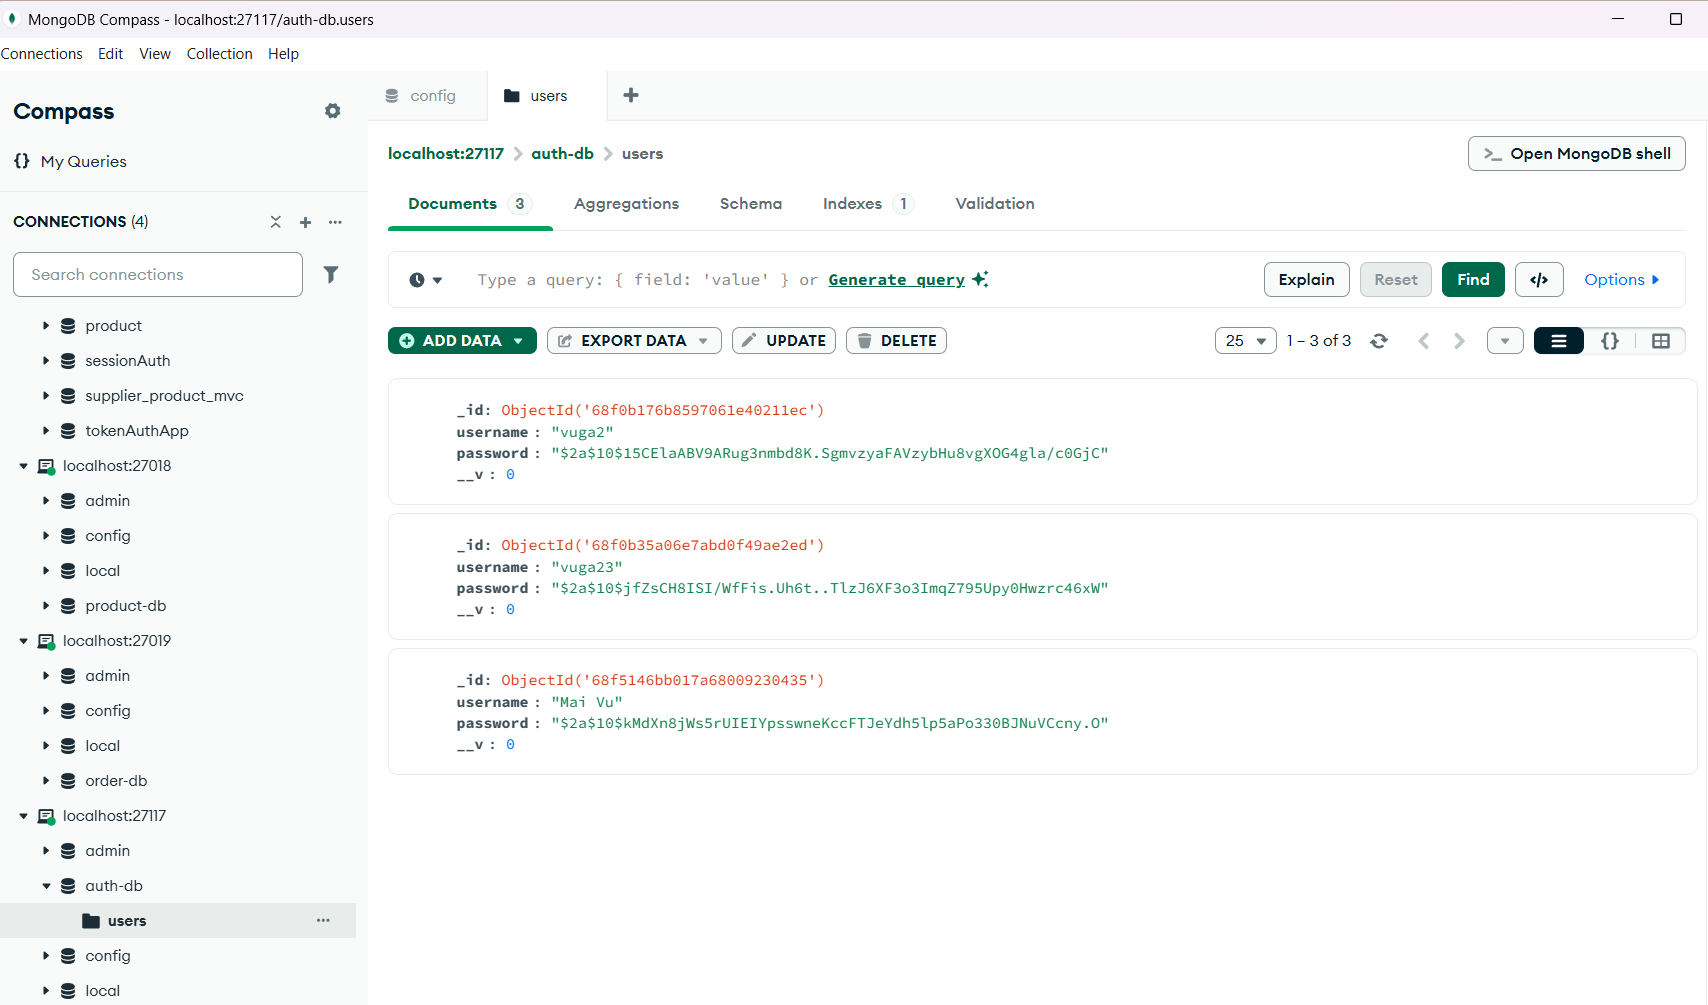 MongoDB Compass - localhost:27117/auth-db.users
Connections Edit View Collection Help
Compass
{} My Queries
CONNECTIONS (4)
Search connections
product
sessionAuth
supplier_product_mvc
tokenAuthApp
localhost:27018
admin
config
local
product-db
localhost:27019
admin
config
local
order-db
localhost:27117
admin
auth-db
users
config
local
config
users
localhost:27117 > auth-db > users
>_ Open MongoDB shell
Documents 3 Aggregations Schema Indexes 1 Validation
Type a query: { field: 'value' } or Generate query
Explain Reset Find </> Options
ADD DATA EXPORT DATA UPDATE DELETE
25 1 – 3 of 3 {}
_id: ObjectId('68f0b176b8597061e40211ec')
username : "vuga2"
password : "$2a$10$15CElaABV9ARug3nmbd8K.SgmvzyaFAVzybHu8vgXOG4gla/c0GjC"
__v : 0
_id: ObjectId('68f0b35a06e7abd0f49ae2ed')
username : "vuga23"
password : "$2a$10$jfZsCH8ISI/WfFis.Uh6t..TlzJ6XF3o3ImqZ795Upy0Hwzrc46xW"
__v : 0
_id: ObjectId('68f5146bb017a68009230435')
username : "Mai Vu"
password : "$2a$10$kMdXn8jWs5rUIEIYpsswneKccFTJeYdh5lp5aPo330BJNuVCcny.O"
__v : 0